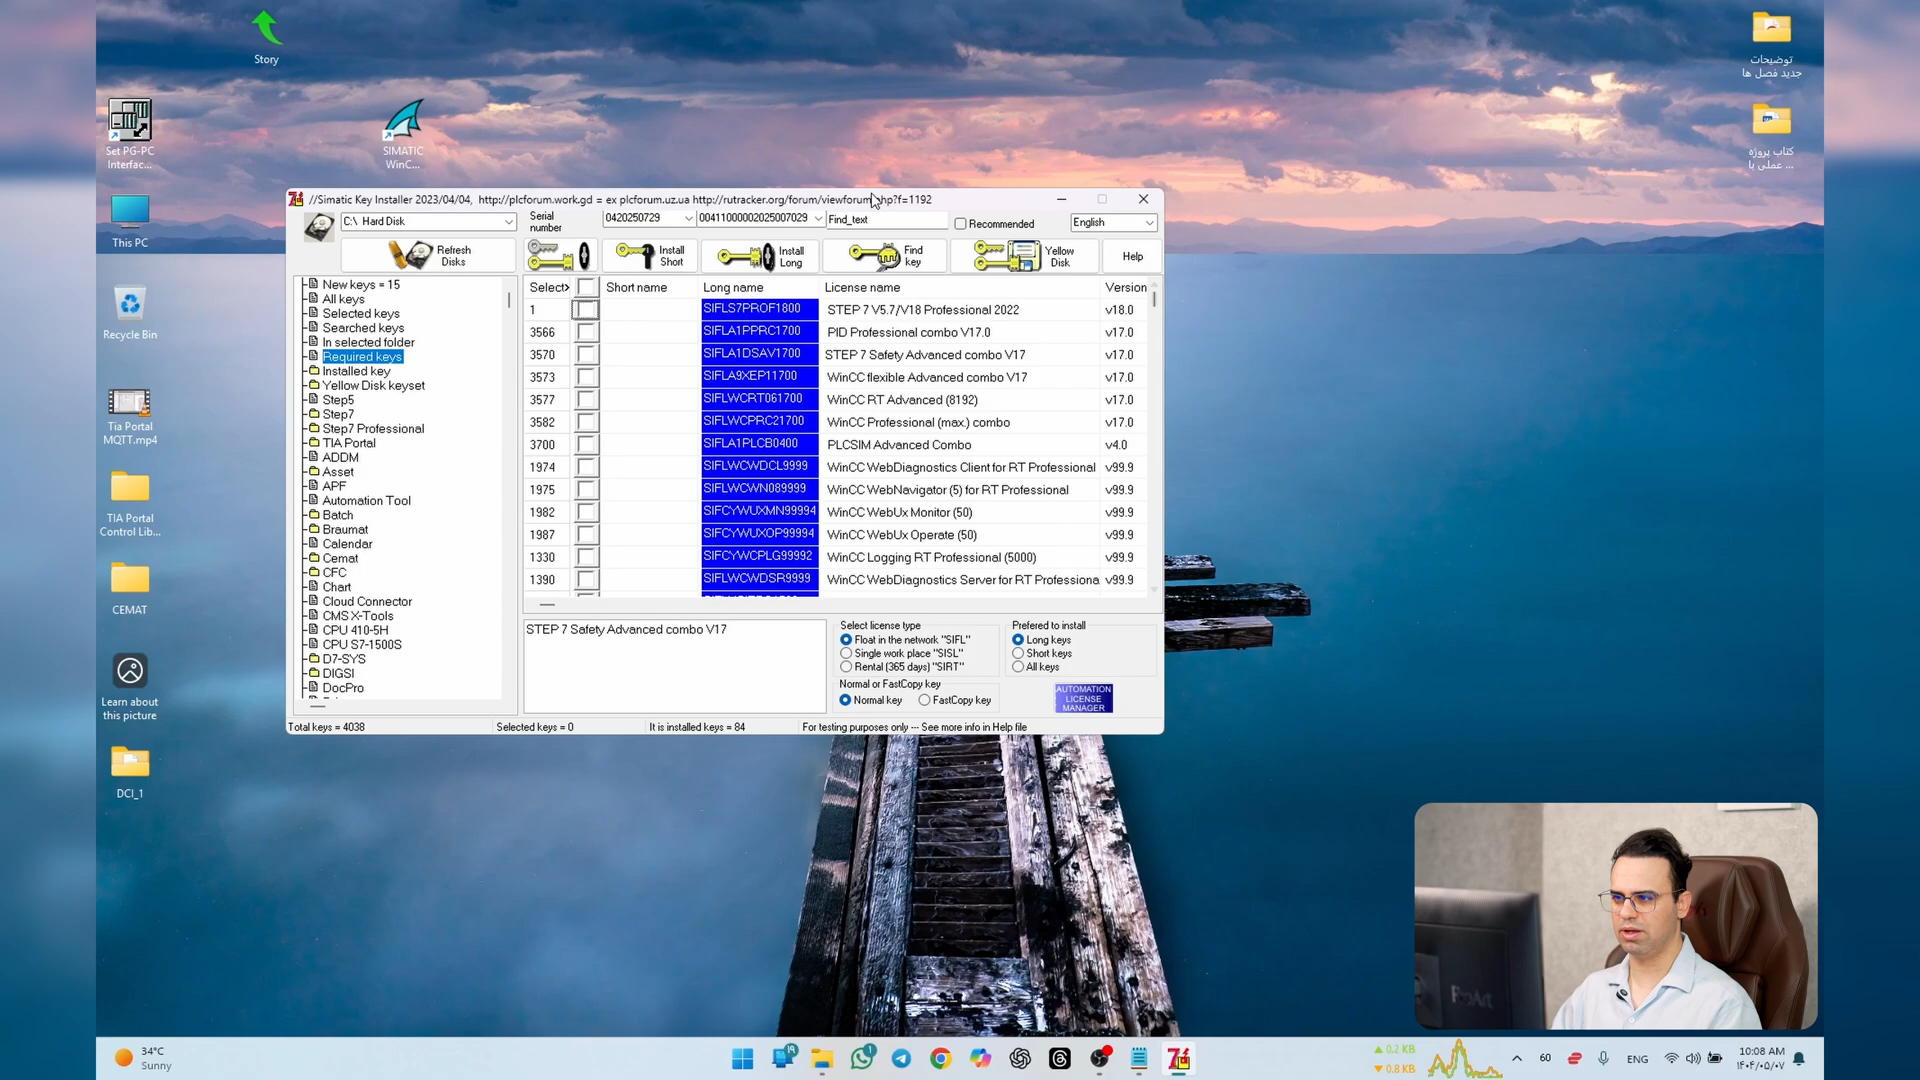 Story
توضیحات
جدید فصل ها
Set PG-PC
Interfac...
SIMATIC
WinC...
کتاب پروژه
عملی با ...
This PC
Recycle Bin
Tia Portal
MQTT.mp4
TIA Portal
Control Lib...
CEMAT
Learn about
this picture
DCI_1
//Simatic Key Installer 2023/04/04, http://plcforum.work.gd = ex plcforum.uz.ua http://rutracker.org/forum/viewforum.php?f=1192
C:\ Hard Disk
Serial
number
0420250729
00411000002025007029
Find_text
Recommended
English
Refresh
Disks
Install
Short
Install
Long
Find
key
Yellow
Disk
Help
New keys = 15
All keys
Selected keys
Searched keys
In selected folder
Required keys
Installed key
Yellow Disk keyset
Step5
Step7
Step7 Professional
TIA Portal
ADDM
Asset
APF
Automation Tool
Batch
Braumat
Calendar
Cemat
CFC
Chart
Cloud Connector
CMS X-Tools
CPU 410-5H
CPU S7-1500S
D7-SYS
DIGSI
DocPro
Select> Short name Long name License name Version
1 SIFLS7PROF1800 STEP 7 V5.7/V18 Professional 2022 v18.0
3566 SIFLA1PPRC1700 PID Professional combo V17.0 v17.0
3570 SIFLA1DSAV1700 STEP 7 Safety Advanced combo V17 v17.0
3573 SIFLA9XEP11700 WinCC flexible Advanced combo V17 v17.0
3577 SIFLWCRT061700 WinCC RT Advanced (8192) v17.0
3582 SIFLWCPRC21700 WinCC Professional (max.) combo v17.0
3700 SIFLA1PLCB0400 PLCSIM Advanced Combo v4.0
1974 SIFLWCWDCL9999 WinCC WebDiagnostics Client for RT Professional v99.9
1975 SIFLWCWN089999 WinCC WebNavigator (5) for RT Professional v99.9
1982 SIFCYWUXMN99994 WinCC WebUx Monitor (50) v99.9
1987 SIFCYWUXOP99994 WinCC WebUx Operate (50) v99.9
1330 SIFCYWCPLG99992 WinCC Logging RT Professional (5000) v99.9
1390 SIFLWCWDSR9999 WinCC WebDiagnostics Server for RT Professiona v99.9
STEP 7 Safety Advanced combo V17
Select license type
Float in the network "SIFL"
Single work place "SISL"
Rental (365 days) "SIRT"
Normal or FastCopy key
Normal key FastCopy key
Prefered to install
Long keys
Short keys
All keys
AUTOMATION
LICENSE
MANAGER
Total keys = 4038
Selected keys = 0
It is installed keys = 84
For testing purposes only --- See more info in Help file
34°C
Sunny
0.2 KB
0.8 KB
60
ENG
10:08 AM
۱۴۰۴/۰۵/۰۷